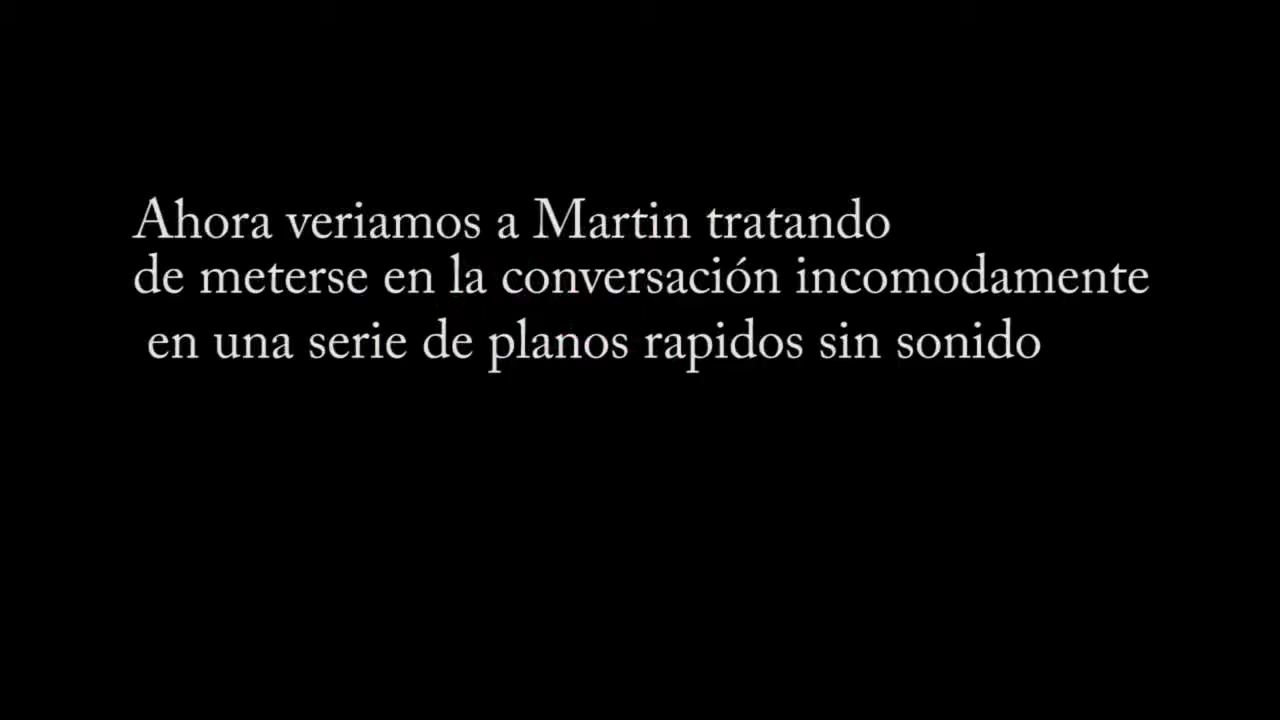 Ahora veriamos a Martin tratando
de meterse en la conversación incomodamente
en una serie de planos rapidos sin sonido